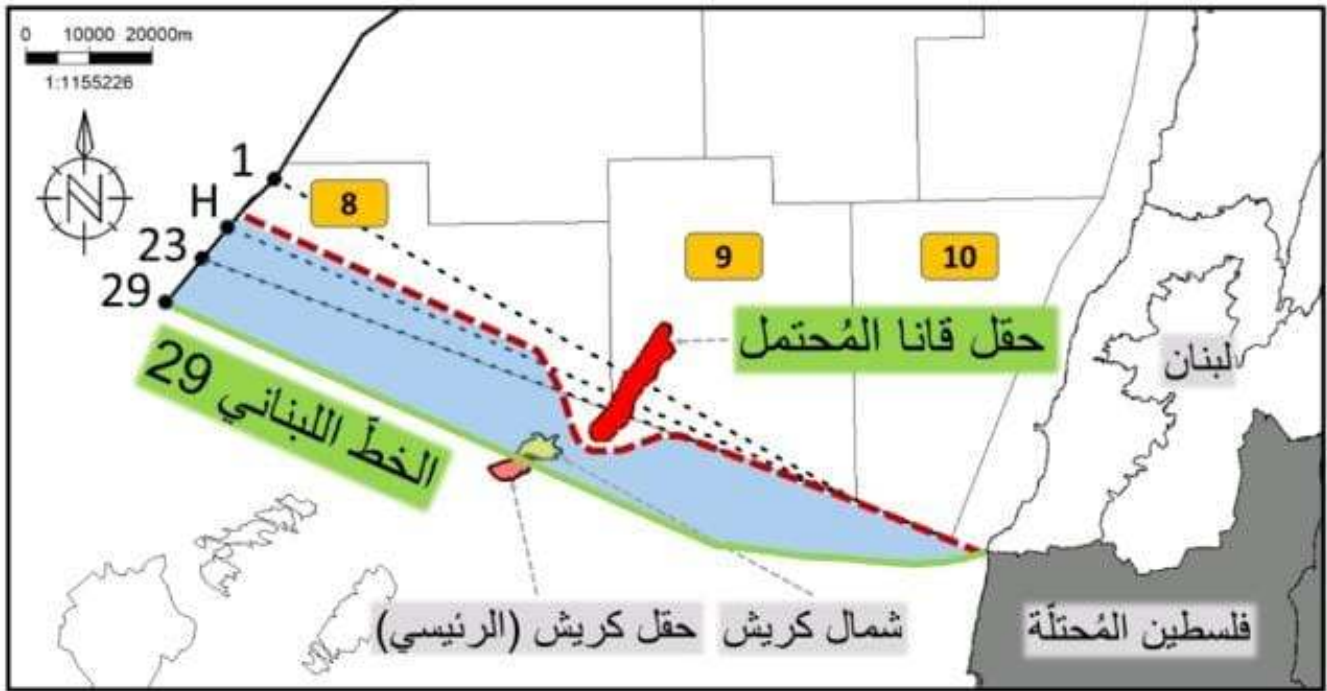 0 10000 20000m
1:1155226
N
1
H
23
29
8
9
10
حقل قانا المُحتمل
لبنان
الخطّ اللبناني 29
حقل كريش (الرئيسي)
شمال كريش
فلسطين المُحتلّة